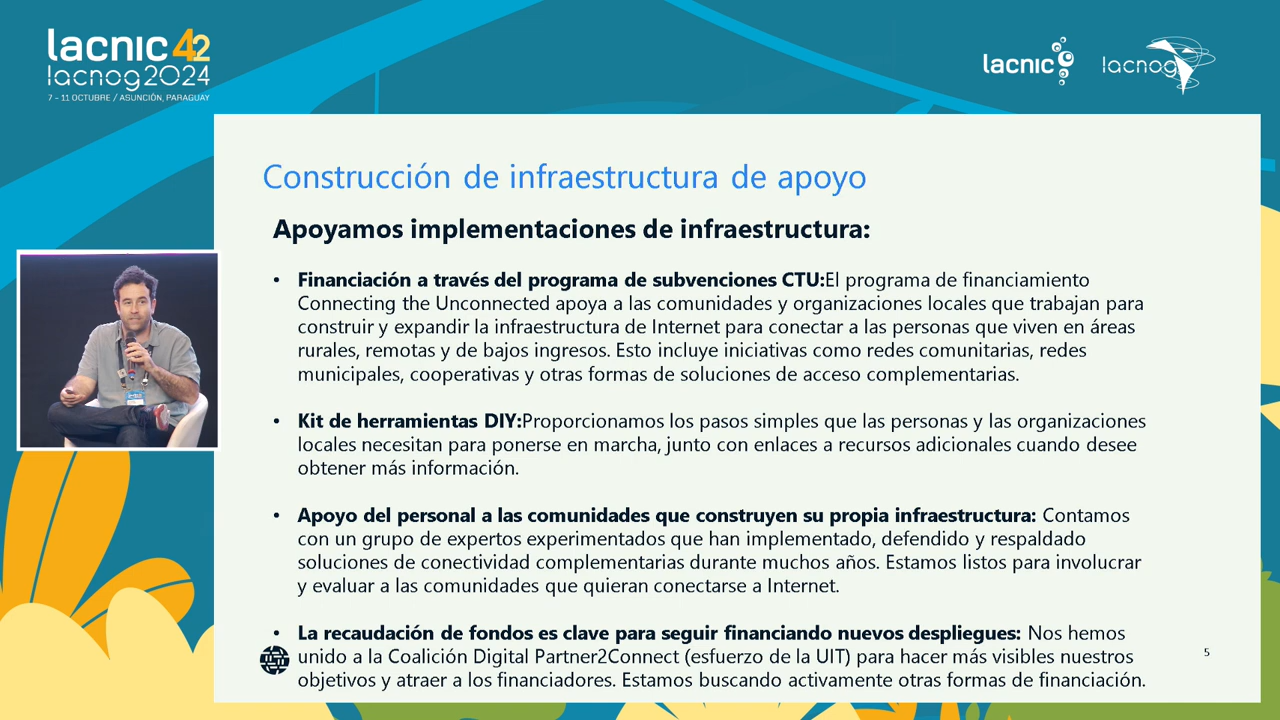 lacnic 42
lacnog2024
7 - 11 OCTUBRE / ASUNCIÓN, PARAGUAY
lacnic
lacnog
Construcción de infraestructura de apoyo
Apoyamos implementaciones de infraestructura:
• Financiación a través del programa de subvenciones CTU:El programa de financiamiento
Connecting the Unconnected apoya a las comunidades y organizaciones locales que trabajan para
construir y expandir la infraestructura de Internet para conectar a las personas que viven en áreas
rurales, remotas y de bajos ingresos. Esto incluye iniciativas como redes comunitarias, redes
municipales, cooperativas y otras formas de soluciones de acceso complementarias.
• Kit de herramientas DIY:Proporcionamos los pasos simples que las personas y las organizaciones
locales necesitan para ponerse en marcha, junto con enlaces a recursos adicionales cuando desee
obtener más información.
• Apoyo del personal a las comunidades que construyen su propia infraestructura: Contamos
con un grupo de expertos experimentados que han implementado, defendido y respaldado
soluciones de conectividad complementarias durante muchos años. Estamos listos para involucrar
y evaluar a las comunidades que quieran conectarse a Internet.
• La recaudación de fondos es clave para seguir financiando nuevos despliegues: Nos hemos
unido a la Coalición Digital Partner2Connect (esfuerzo de la UIT) para hacer más visibles nuestros
objetivos y atraer a los financiadores. Estamos buscando activamente otras formas de financiación.
5